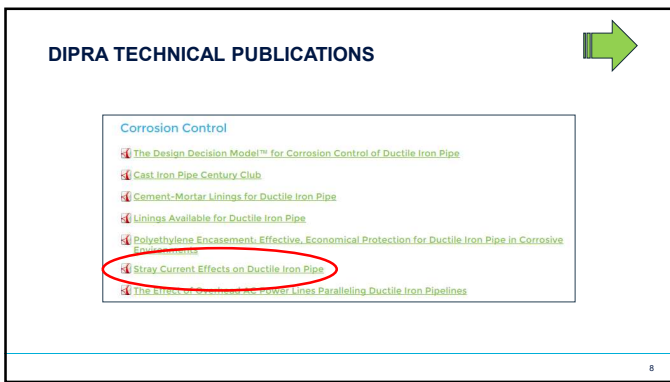 DIPRA TECHNICAL PUBLICATIONS
Corrosion Control
The Design Decision Model™ for Corrosion Control of Ductile Iron Pipe
Cast Iron Pipe Century Club
Cement-Mortar Linings for Ductile Iron Pipe
Linings Available for Ductile Iron Pipe
Polyethylene Encasement: Effective, Economical Protection for Ductile Iron Pipe in Corrosive
Environments
Stray Current Effects on Ductile Iron Pipe
The Effect of Overhead AC Power Lines Paralleling Ductile Iron Pipelines
8